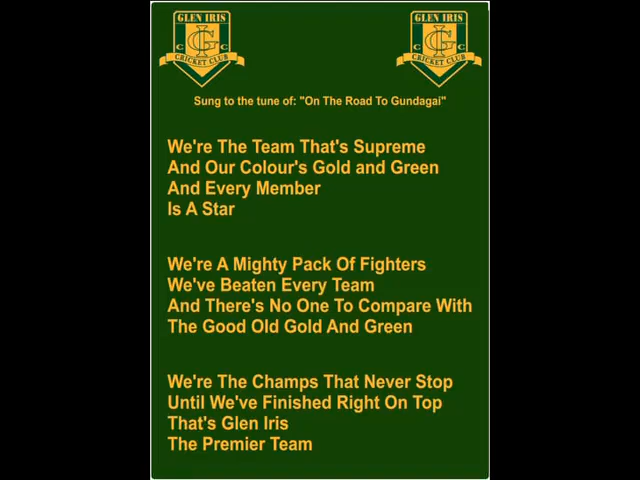 GLEN IRIS
C C
GIC
CRICKET CLUB
GLEN IRIS
C C
GIC
CRICKET CLUB
Sung to the tune of: "On The Road To Gundagai"
We're The Team That's Supreme
And Our Colour's Gold and Green
And Every Member
Is A Star
We're A Mighty Pack Of Fighters
We've Beaten Every Team
And There's No One To Compare With
The Good Old Gold And Green
We're The Champs That Never Stop
Until We've Finished Right On Top
That's Glen Iris
The Premier Team